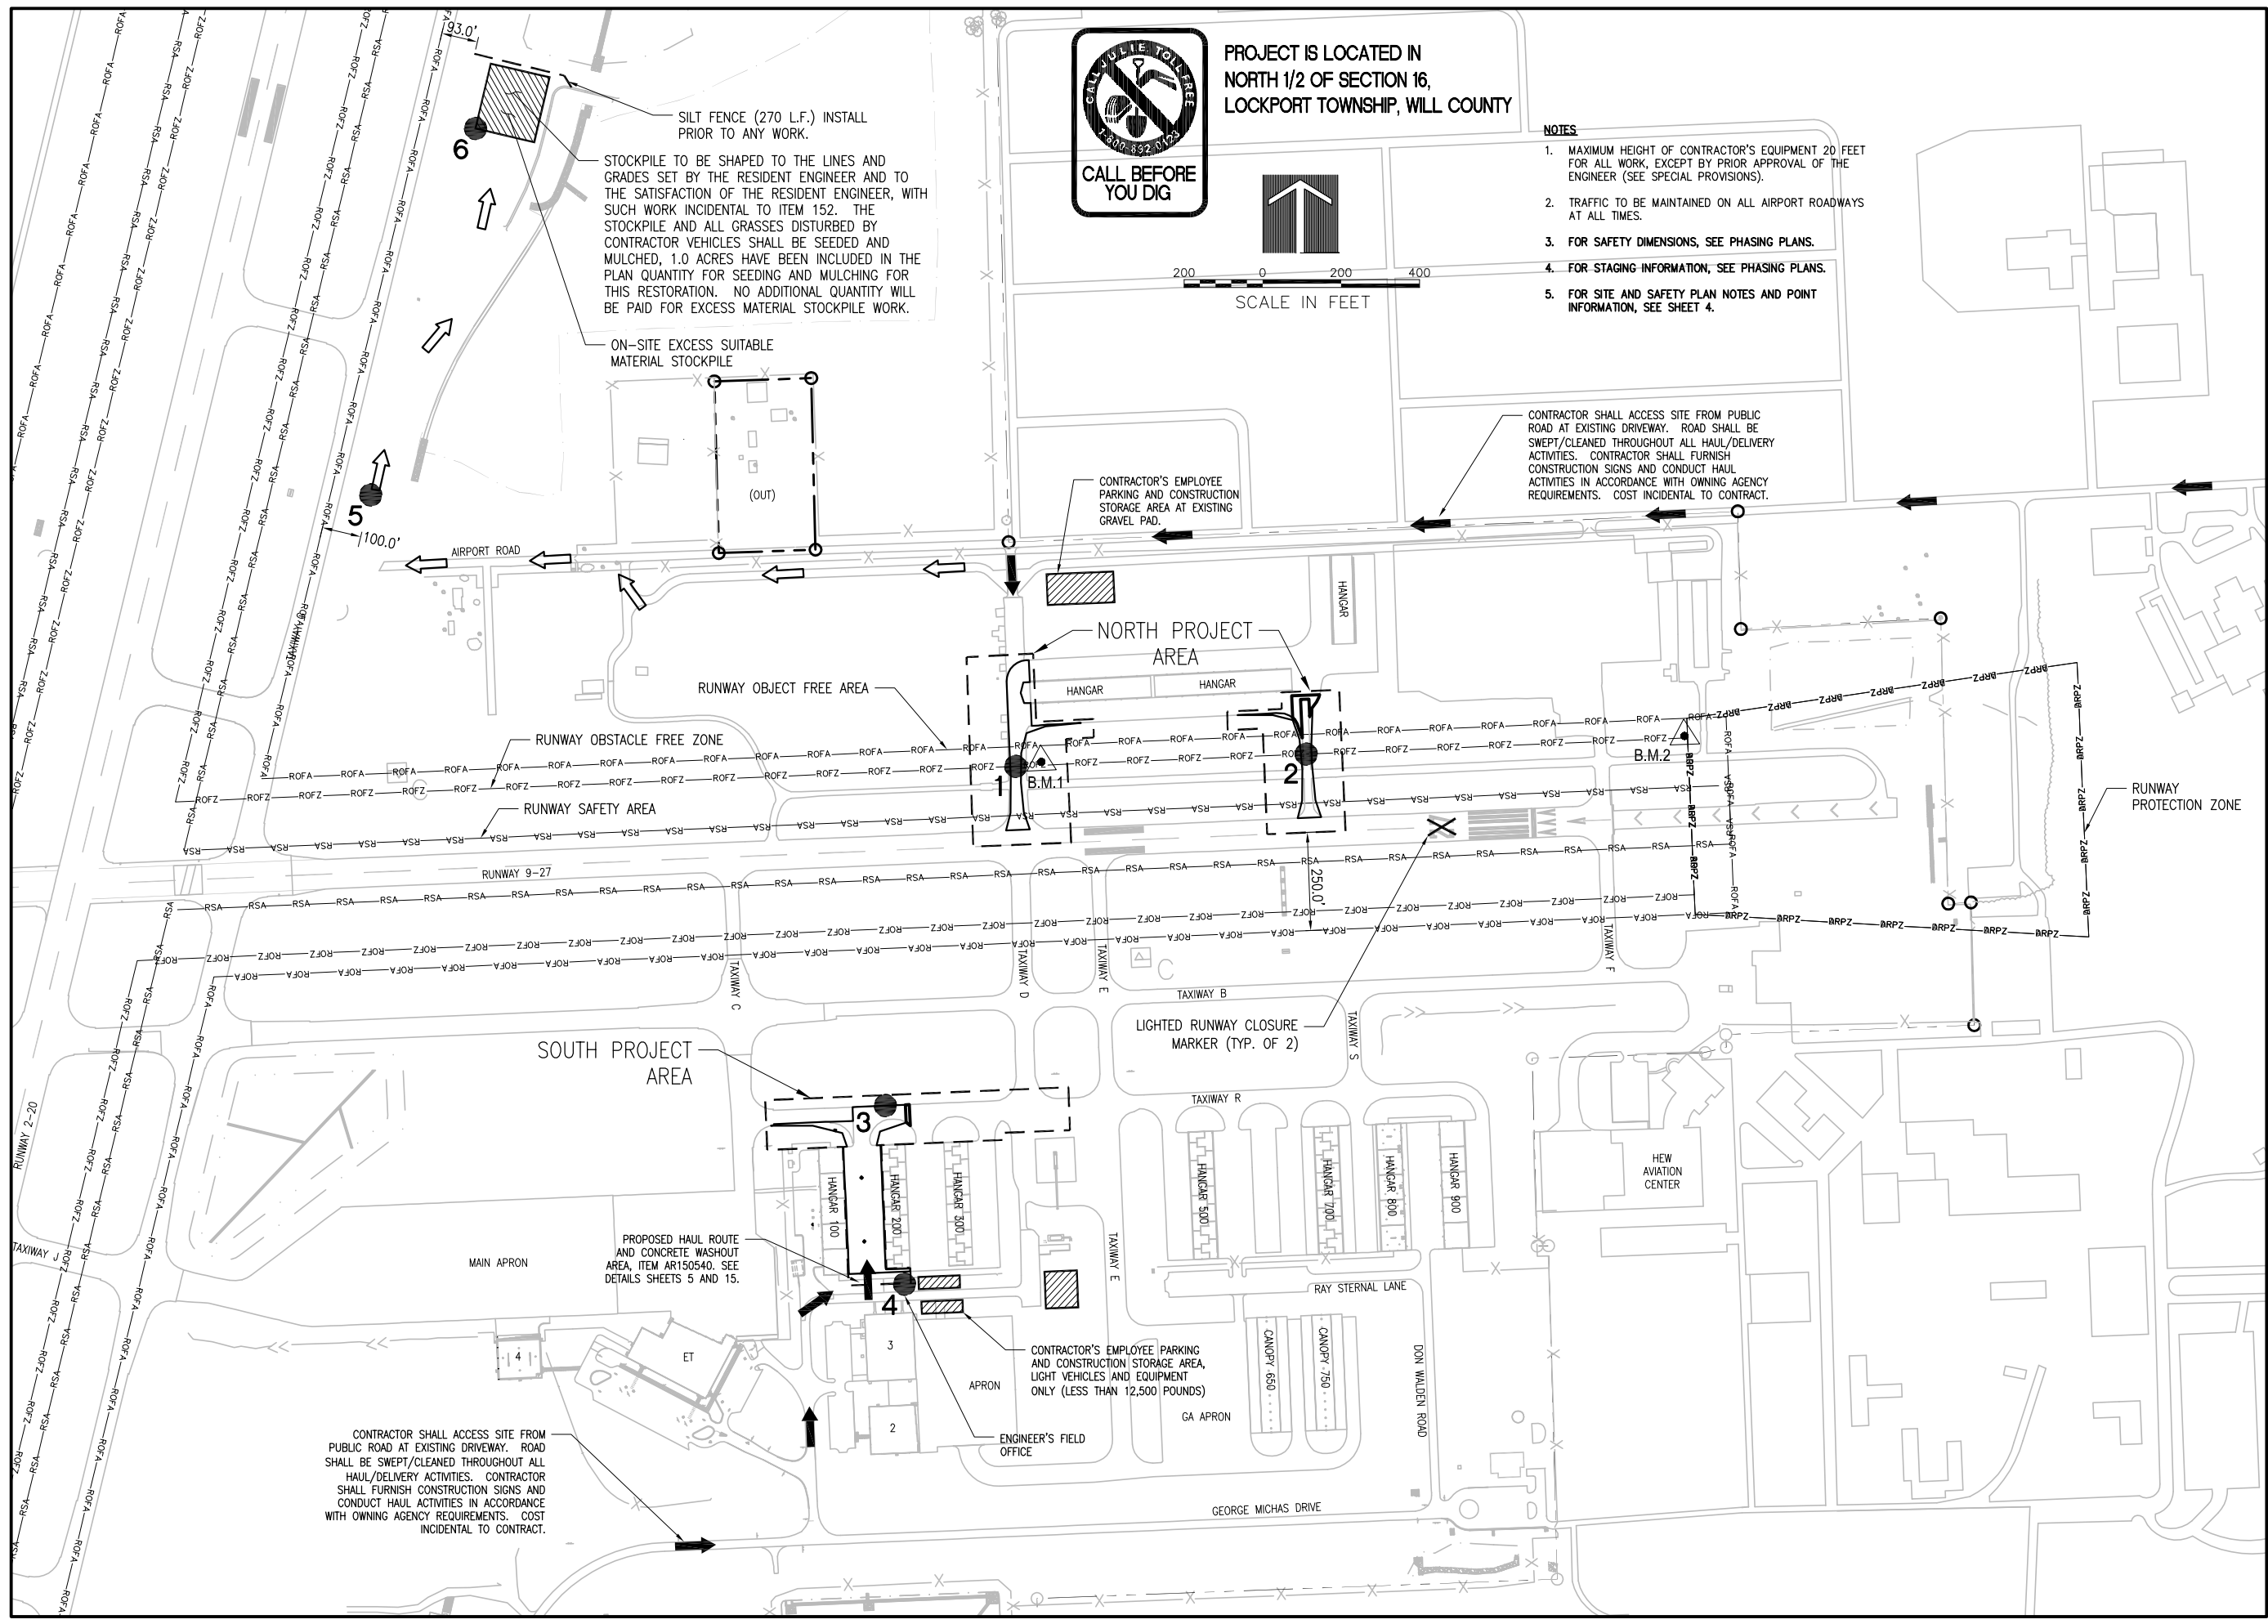 93.0'
6
SILT FENCE (270 L.F.) INSTALL
PRIOR TO ANY WORK.
STOCKPILE TO BE SHAPED TO THE LINES AND
GRADES SET BY THE RESIDENT ENGINEER AND TO
THE SATISFACTION OF THE RESIDENT ENGINEER, WITH
SUCH WORK INCIDENTAL TO ITEM 152. THE
STOCKPILE AND ALL GRASSES DISTURBED BY
CONTRACTOR VEHICLES SHALL BE SEEDED AND
MULCHED, 1.0 ACRES HAVE BEEN INCLUDED IN THE
PLAN QUANTITY FOR SEEDING AND MULCHING FOR
THIS RESTORATION. NO ADDITIONAL QUANTITY WILL
BE PAID FOR EXCESS MATERIAL STOCKPILE WORK.
ON-SITE EXCESS SUITABLE
MATERIAL STOCKPILE
CALL JULIE TOLL FREE
1-800-892-0123
CALL BEFORE
YOU DIG
PROJECT IS LOCATED IN
NORTH 1/2 OF SECTION 16,
LOCKPORT TOWNSHIP, WILL COUNTY
200 0 200 400
SCALE IN FEET
NOTES
1. MAXIMUM HEIGHT OF CONTRACTOR'S EQUIPMENT 20 FEET
FOR ALL WORK, EXCEPT BY PRIOR APPROVAL OF THE
ENGINEER (SEE SPECIAL PROVISIONS).
2. TRAFFIC TO BE MAINTAINED ON ALL AIRPORT ROADWAYS
AT ALL TIMES.
3. FOR SAFETY DIMENSIONS, SEE PHASING PLANS.
4. FOR STAGING INFORMATION, SEE PHASING PLANS.
5. FOR SITE AND SAFETY PLAN NOTES AND POINT
INFORMATION, SEE SHEET 4.
(OUT)
5
100.0'
AIRPORT ROAD
CONTRACTOR'S EMPLOYEE
PARKING AND CONSTRUCTION
STORAGE AREA AT EXISTING
GRAVEL PAD.
CONTRACTOR SHALL ACCESS SITE FROM PUBLIC
ROAD AT EXISTING DRIVEWAY. ROAD SHALL BE
SWEPT/CLEANED THROUGHOUT ALL HAUL/DELIVERY
ACTIVITIES. CONTRACTOR SHALL FURNISH
CONSTRUCTION SIGNS AND CONDUCT HAUL
ACTIVITIES IN ACCORDANCE WITH OWNING AGENCY
REQUIREMENTS. COST INCIDENTAL TO CONTRACT.
HANGAR
NORTH PROJECT
AREA
HANGAR
HANGAR
RUNWAY OBJECT FREE AREA
RUNWAY OBSTACLE FREE ZONE
RUNWAY SAFETY AREA
1
B.M.1
2
B.M.2
RUNWAY
PROTECTION ZONE
ROFA
ROFZ
RSA
RUNWAY 9-27
250.0'
TAXIWAY C
TAXIWAY D
TAXIWAY E
TAXIWAY F
TAXIWAY B
LIGHTED RUNWAY CLOSURE
MARKER (TYP. OF 2)
TAXIWAY S
SOUTH PROJECT
AREA
TAXIWAY R
3
RUNWAY 2-20
TAXIWAY J
HANGAR 100
HANGAR 200
HANGAR 300
HANGAR 500
HANGAR 700
HANGAR 800
HANGAR 900
HEW
AVIATION
CENTER
MAIN APRON
PROPOSED HAUL ROUTE
AND CONCRETE WASHOUT
AREA, ITEM AR150540. SEE
DETAILS SHEETS 5 AND 15.
4
TAXIWAY E
RAY STERNAL LANE
4
ET
3
2
APRON
CONTRACTOR'S EMPLOYEE PARKING
AND CONSTRUCTION STORAGE AREA,
LIGHT VEHICLES AND EQUIPMENT
ONLY (LESS THAN 12,500 POUNDS)
ENGINEER'S FIELD
OFFICE
GA APRON
CANOPY 650
CANOPY 750
DON WALDEN ROAD
CONTRACTOR SHALL ACCESS SITE FROM
PUBLIC ROAD AT EXISTING DRIVEWAY. ROAD
SHALL BE SWEPT/CLEANED THROUGHOUT ALL
HAUL/DELIVERY ACTIVITIES. CONTRACTOR
SHALL FURNISH CONSTRUCTION SIGNS AND
CONDUCT HAUL ACTIVITIES IN ACCORDANCE
WITH OWNING AGENCY REQUIREMENTS. COST
INCIDENTAL TO CONTRACT.
GEORGE MICHAS DRIVE